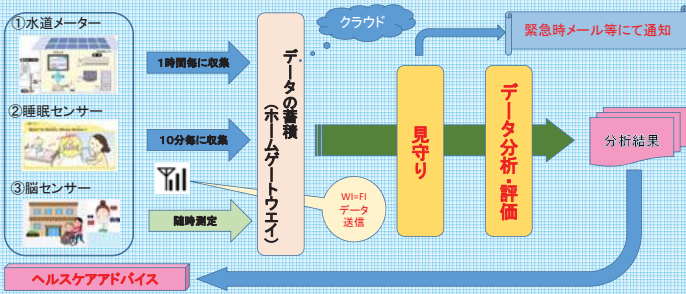 ①水道メーター
1時間毎に収集
②睡眠センサー
10分毎に収集
③脳センサー
随時測定
データの蓄積
(ホームゲートウエイ)
クラウド
WI=FI
データ
送信
見守り
データ分析・評価
緊急時メール等にて通知
分析結果
ヘルスケアアドバイス